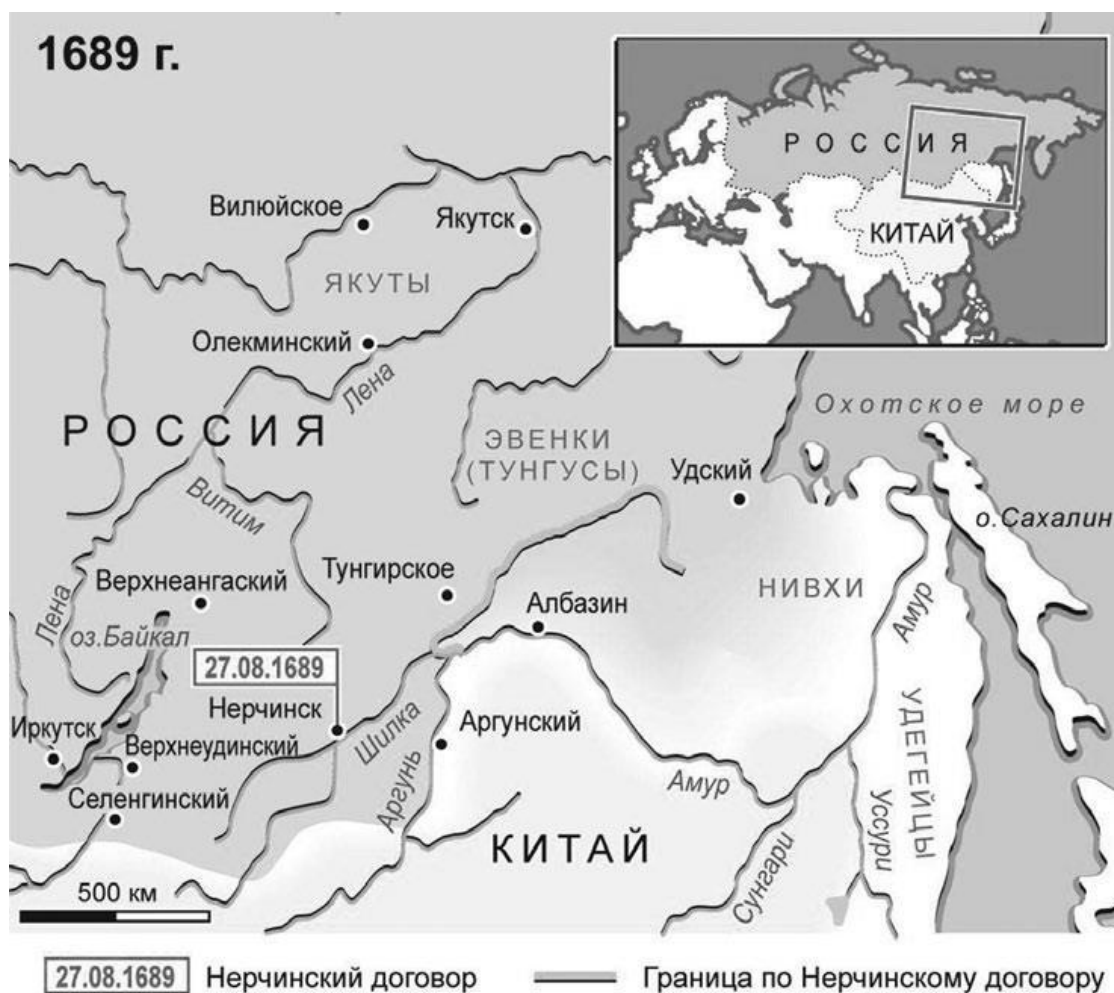 1689 г.
РОССИЯ
КИТАЙ
Вилюйское
Якутск
ЯКУТЫ
Олекминский
Лена
Охотское море
РОССИЯ
ЭВЕНКИ
(ТУНГУСЫ)
Удский
Витим
о.Сахалин
Тунгирское
Верхнеангаский
НИВХИ
Амур
Лена
оз.Байкал
Албазин
27.08.1689
Нерчинск
Шилка
Аргунский
Иркутск
Верхнеудинский
Аргунь
Амур
УДЕГЕЙЦЫ
Селенгинский
Уссури
КИТАЙ
Сунгари
500 км
27.08.1689 Нерчинский договор Граница по Нерчинскому договору